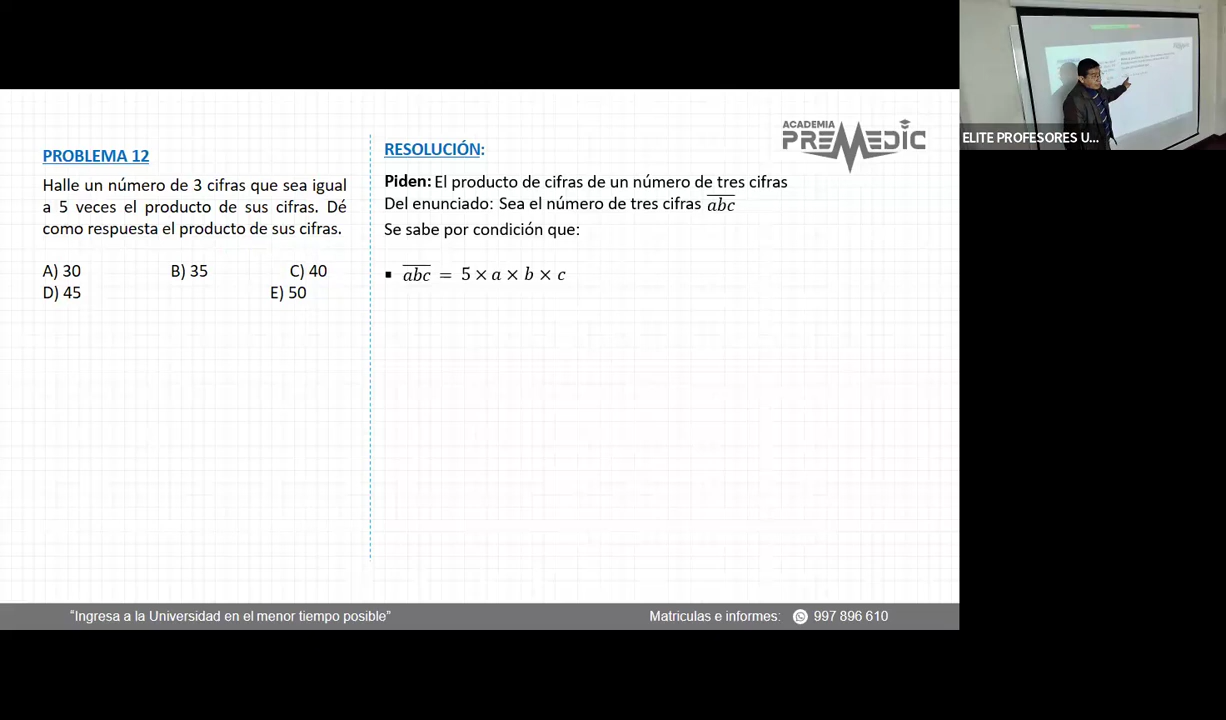 PROBLEMA 12
Halle un número de 3 cifras que sea igual
a 5 veces el producto de sus cifras. Dé
como respuesta el producto de sus cifras.
A) 30 B) 35 C) 40
D) 45 E) 50
RESOLUCIÓN:
Piden: El producto de cifras de un número de tres cifras
Del enunciado: Sea el número de tres cifras \overline{abc}
Se sabe por condición que:
▪ \overline{abc} = 5 × a × b × c
ACADEMIA
PREMEDIC
ELITE PROFESORES U...
“Ingresa a la Universidad en el menor tiempo posible” Matriculas e informes: 997 896 610